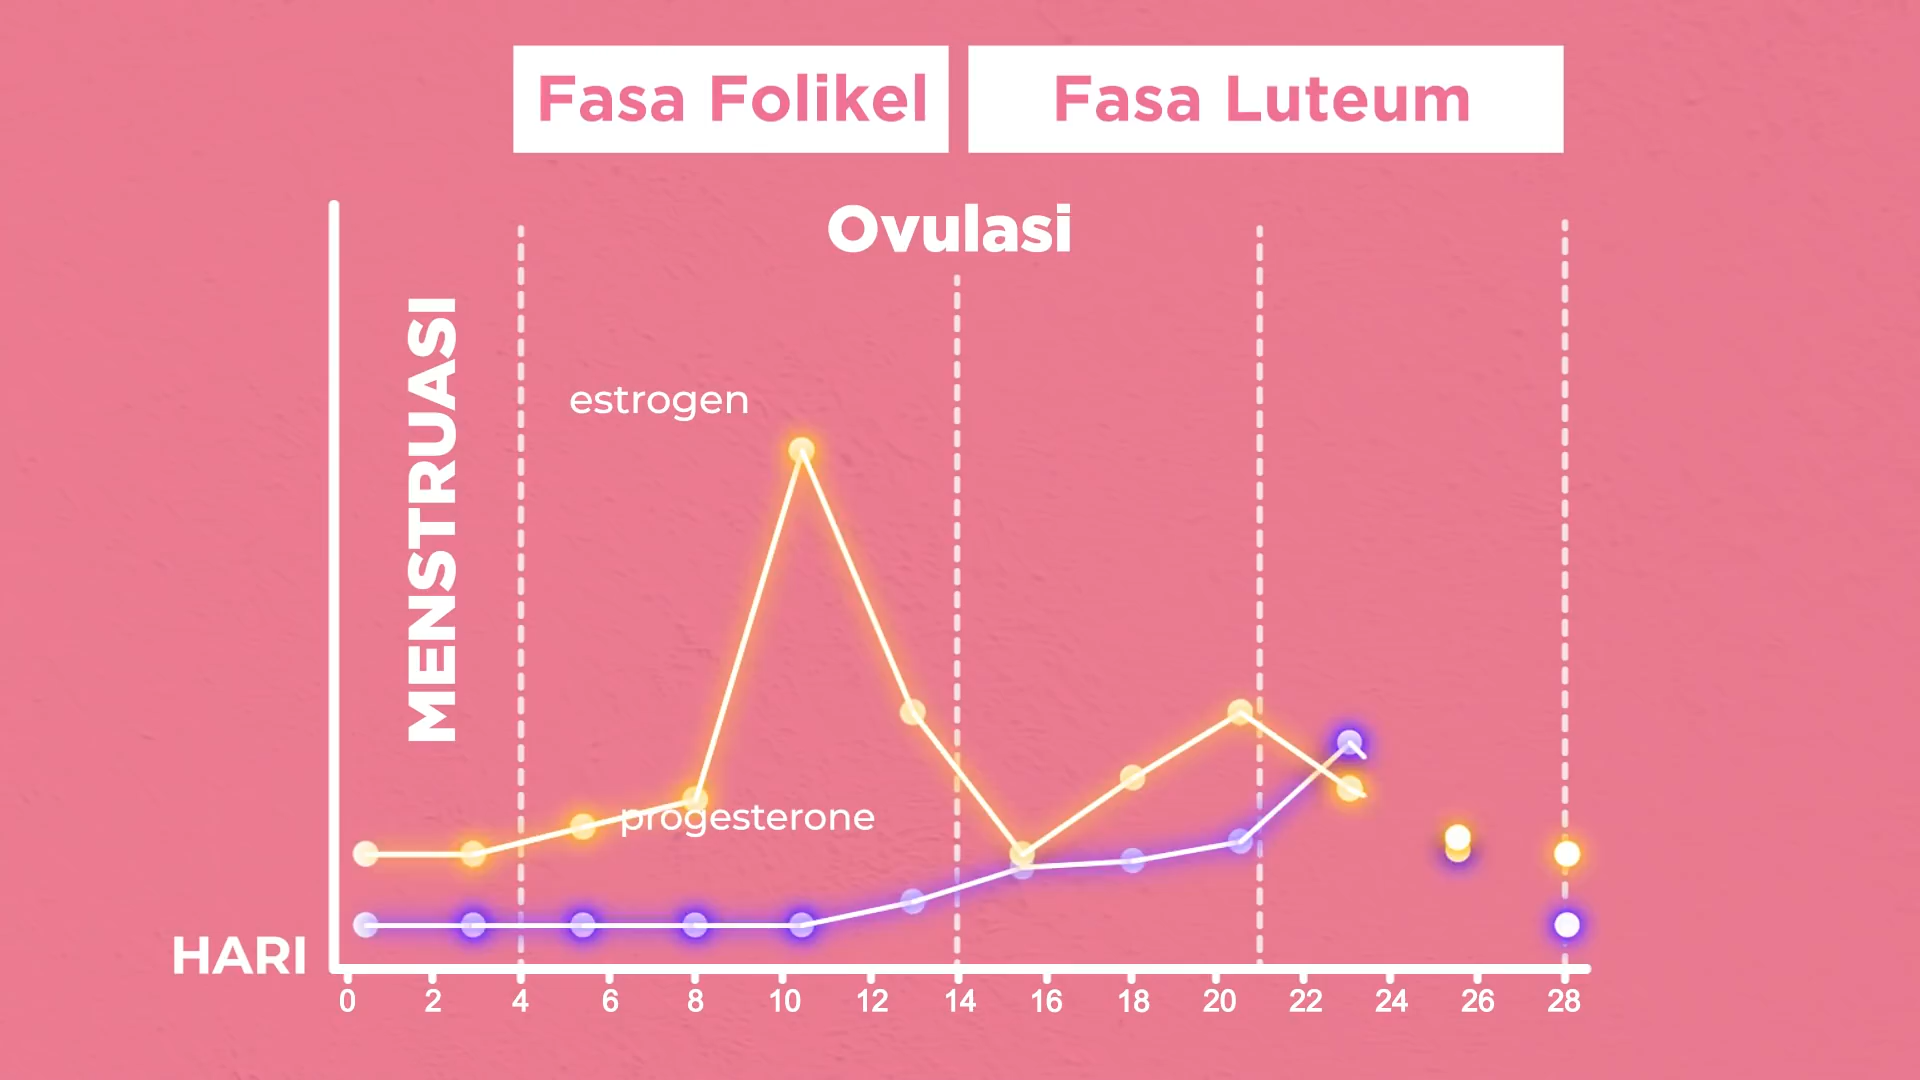 Fasa Folikel
Fasa Luteum
Ovulasi
MENSTRUASI
estrogen
progesterone
HARI
0 2 4 6 8 10 12 14 16 18 20 22 24 26 28